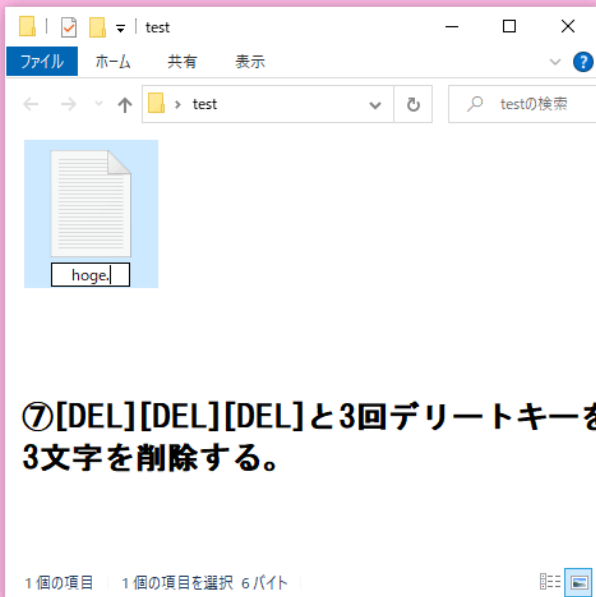 test
ファイル ホーム 共有 表示
test testの検索
hoge.
⑦[DEL][DEL][DEL]と3回デリートキーを
3文字を削除する。
1 個の項目 1 個の項目を選択 6 バイト